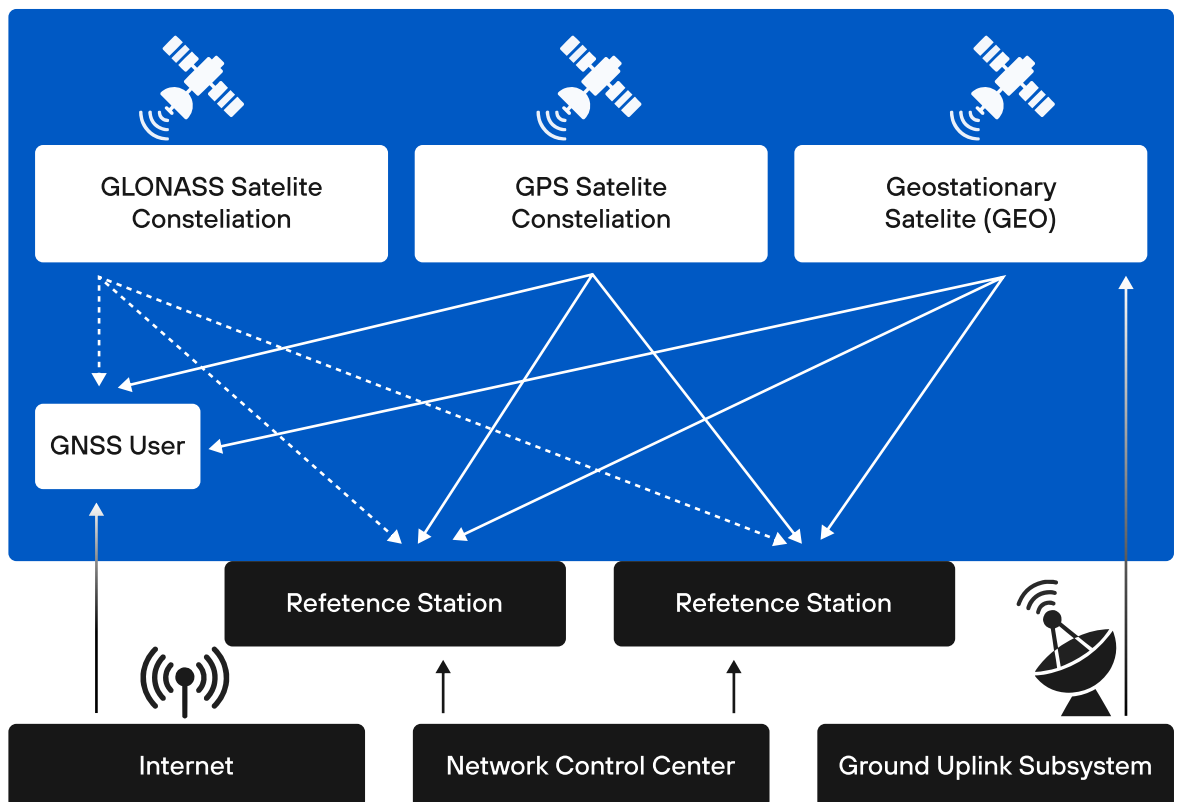 GLONASS Satelite
Consteliation
GPS Satelite
Consteliation
Geostationary
Satelite (GEO)
GNSS User
Refetence Station
Refetence Station
Internet
Network Control Center
Ground Uplink Subsystem